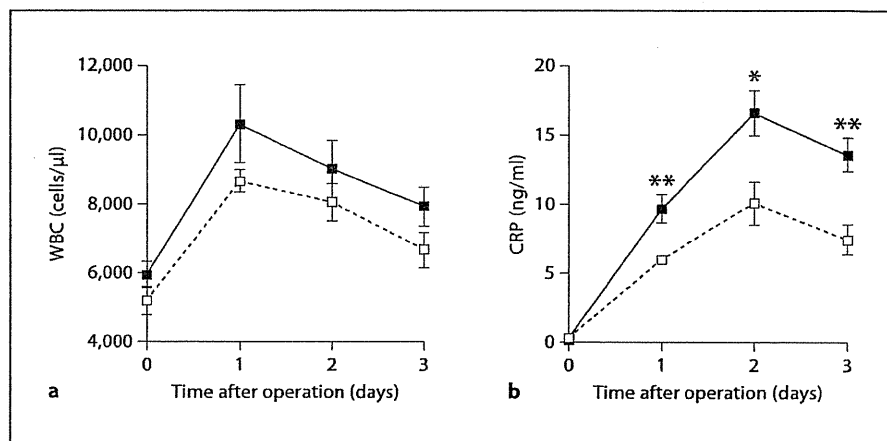 12,000
10,000
8,000
6,000
4,000
WBC (cells/µl)
0 1 2 3
a Time after operation (days)
20
15
10
5
0
CRP (ng/ml)
** * **
0 1 2 3
b Time after operation (days)